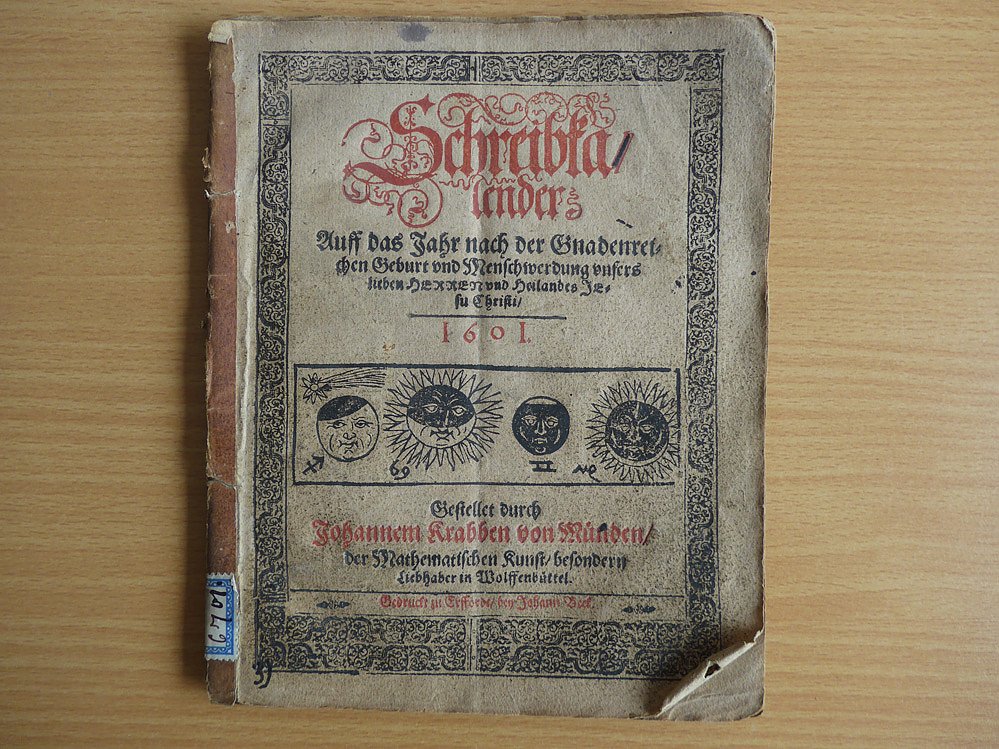 Schreibka/
lender
Auff das Jahr nach der Gnadenrei-
chen Geburt vnd Menschwerdung vnsers
lieben HERREN vnd Heilandes JE-
su Christi/
1601.
Gestellet durch
Johannem Krabben von Münden/
der Mathematischen Kunst/ besondern
Liebhaber in Wolffenbüttel.
Gedruckt zu Erffordt/ bey Johann Beck.
6701
39